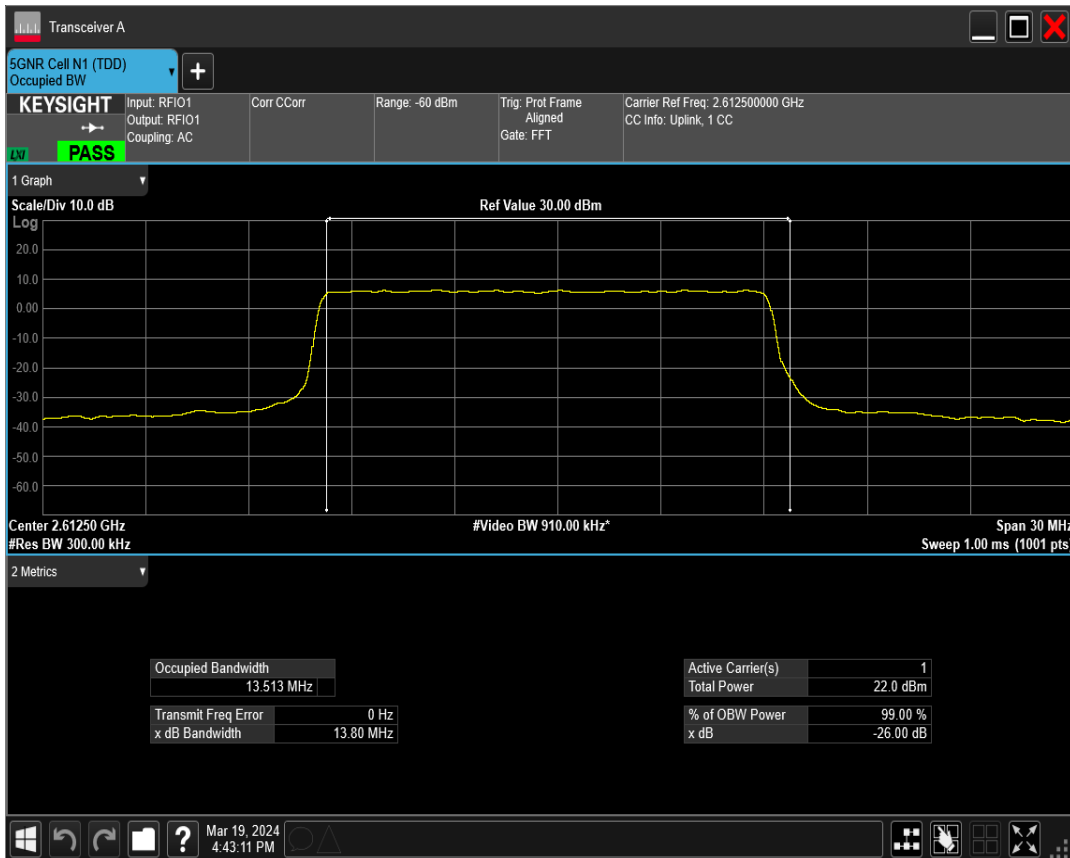 Transceiver A
5GNR Cell N1 (TDD)
Occupied BW
+
KEYSIGHT
LXI
PASS
Input: RFIO1
Output: RFIO1
Coupling: AC
Corr CCorr
Range: -60 dBm
Trig: Prot Frame
Aligned
Gate: FFT
Carrier Ref Freq: 2.612500000 GHz
CC Info: Uplink, 1 CC
1 Graph
Scale/Div 10.0 dB
Ref Value 30.00 dBm
Log
20.0
10.0
0.00
-10.0
-20.0
-30.0
-40.0
-50.0
-60.0
Center 2.61250 GHz
#Video BW 910.00 kHz*
Span 30 MHz
#Res BW 300.00 kHz
Sweep 1.00 ms (1001 pts)
2 Metrics
Occupied Bandwidth
13.513 MHz
Transmit Freq Error 0 Hz
x dB Bandwidth 13.80 MHz
Active Carrier(s) 1
Total Power 22.0 dBm
% of OBW Power 99.00 %
x dB -26.00 dB
?
Mar 19, 2024
4:43:11 PM